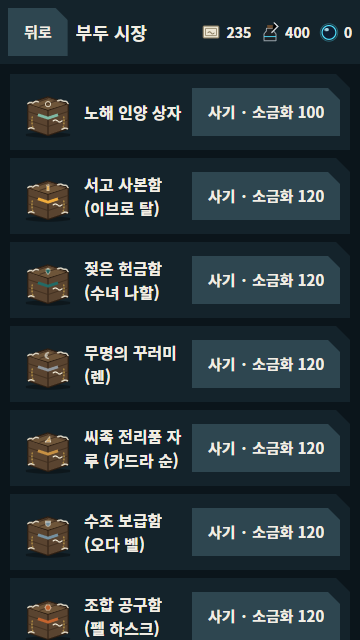 뒤로 부두 시장 235 400 0
노해 인양 상자 사기 · 소금화 100
서고 사본함
(이브로 탈)
사기 · 소금화 120
젖은 헌금함
(수녀 나할)
사기 · 소금화 120
무명의 꾸러미
(렌)
사기 · 소금화 120
씨족 전리품 자
루 (카드라 순)
사기 · 소금화 120
수조 보급함
(오다 벨)
사기 · 소금화 120
조합 공구함
(펠 하스크)
사기 · 소금화 120